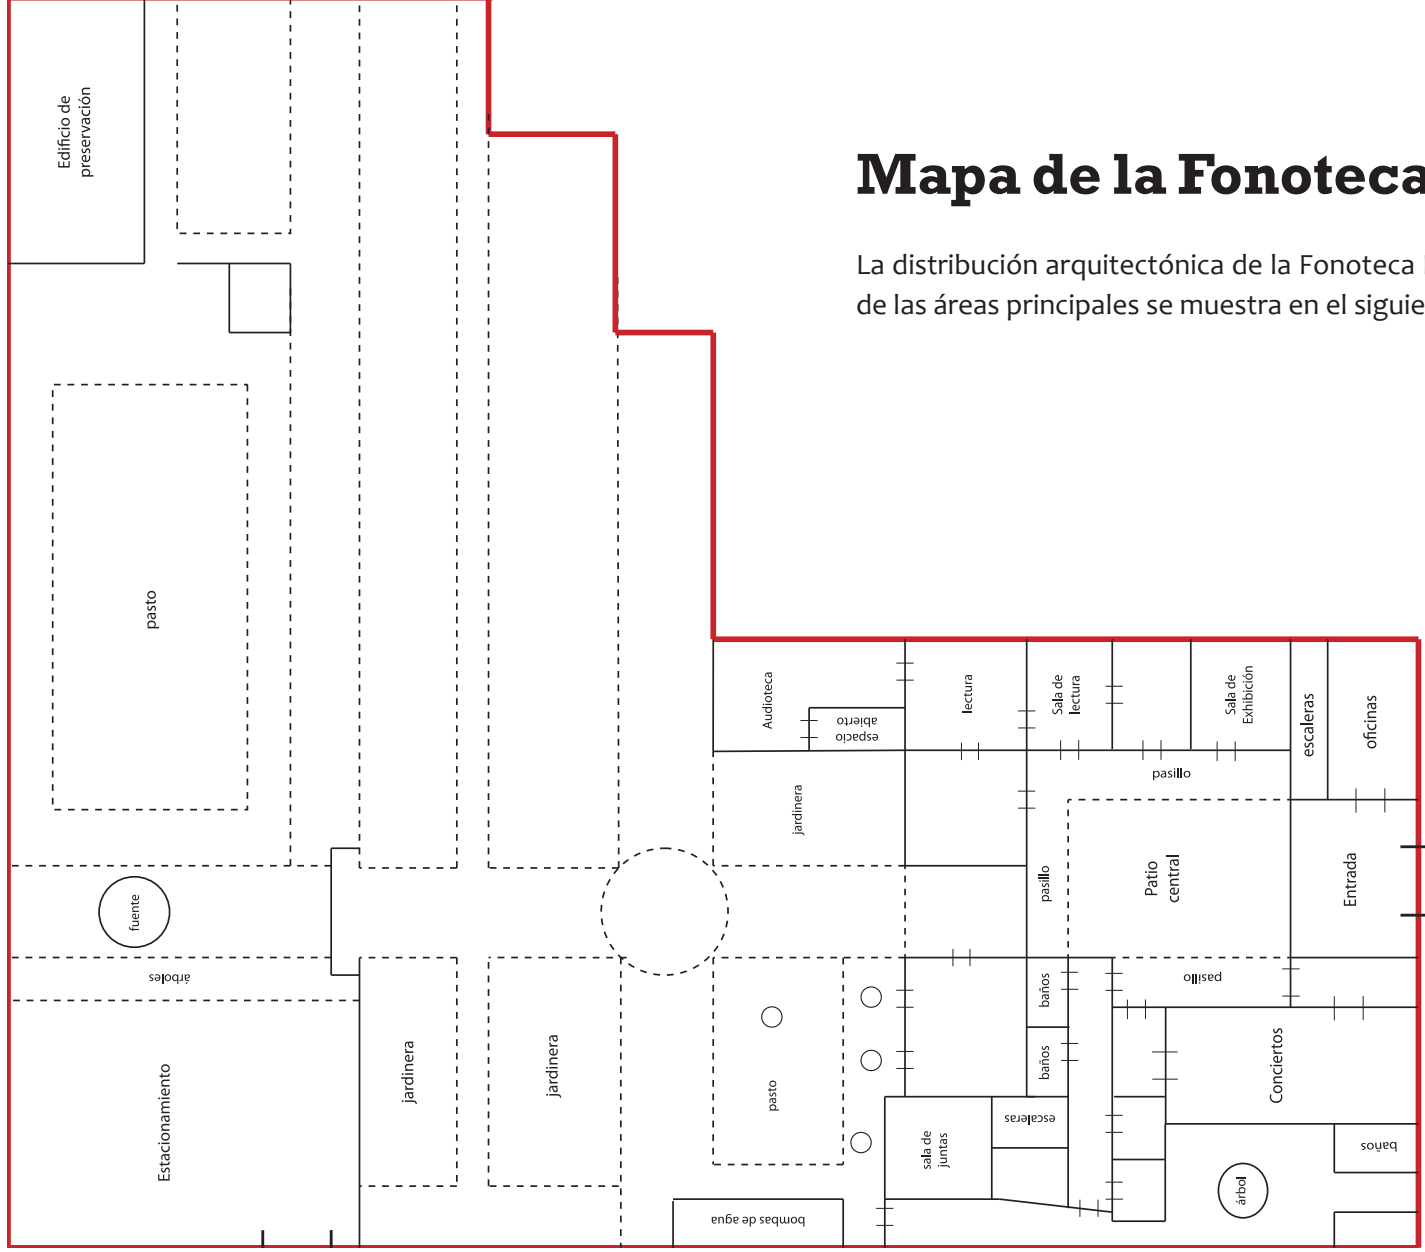 Mapa de la Fonoteca
La distribución arquitectónica de la Fonoteca
de las áreas principales se muestra en el siguie
Edificio de
preservación
pasto
fuente
árboles
Estacionamiento
jardinera
jardinera
pasto
bombas de agua
Audioteca
espacio
abierto
jardinera
lectura
Sala de
lectura
Sala de
Exhibición
escaleras
oficinas
pasillo
pasillo
Patio
central
Entrada
pasillo
baños
baños
escaleras
sala de
juntas
Conciertos
baños
árbol